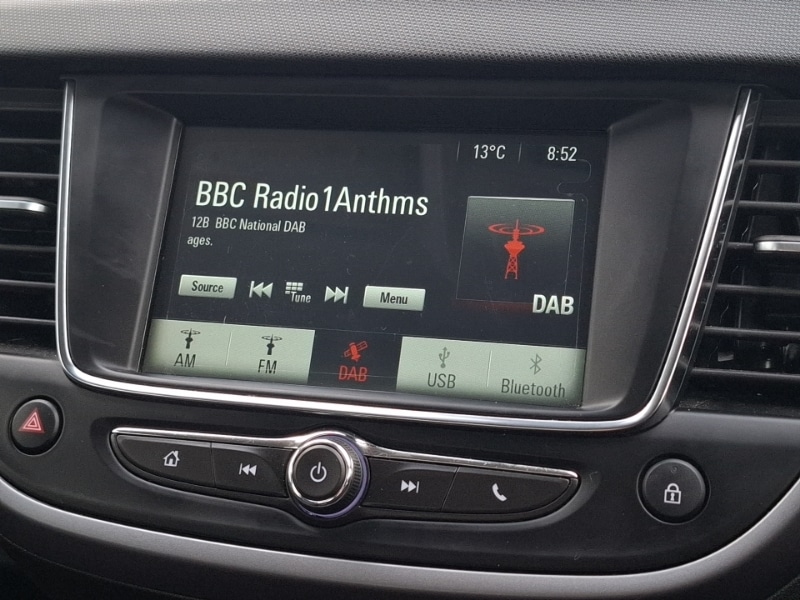 13°C 8:52
BBC Radio1Anthms
12B BBC National DAB
ages.
DAB
Source Tune Menu
AM FM DAB USB Bluetooth